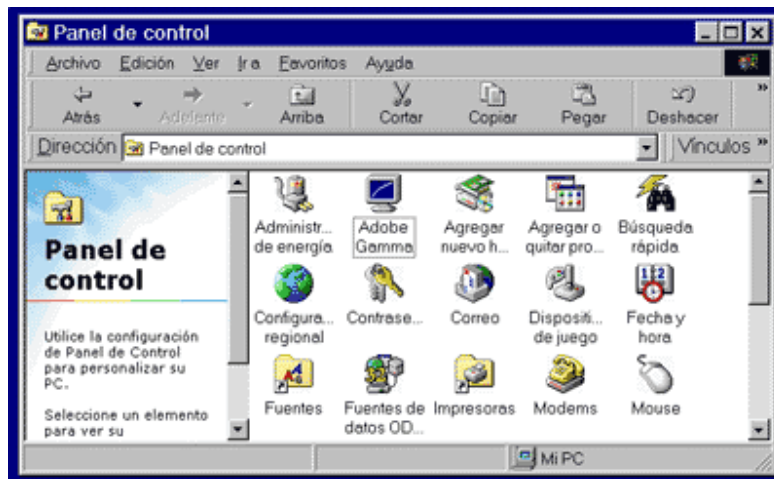 Panel de control
Archivo Edición Ver Ir a Favoritos Ayuda
Atrás Adelante Arriba Cortar Copiar Pegar Deshacer »
Dirección Panel de control Vínculos »
Panel de
control
Utilice la configuración
de Panel de Control
para personalizar su
PC.
Seleccione un elemento
para ver su
Administr...
de energía
Adobe
Gamma
Agregar
nuevo h...
Agregar o
quitar pro...
Búsqueda
rápida
Configura...
regional
Contrase...
Correo
Dispositi...
de juego
Fecha y
hora
Fuentes
Fuentes de
datos OD...
Impresoras
Modems
Mouse
Mi PC